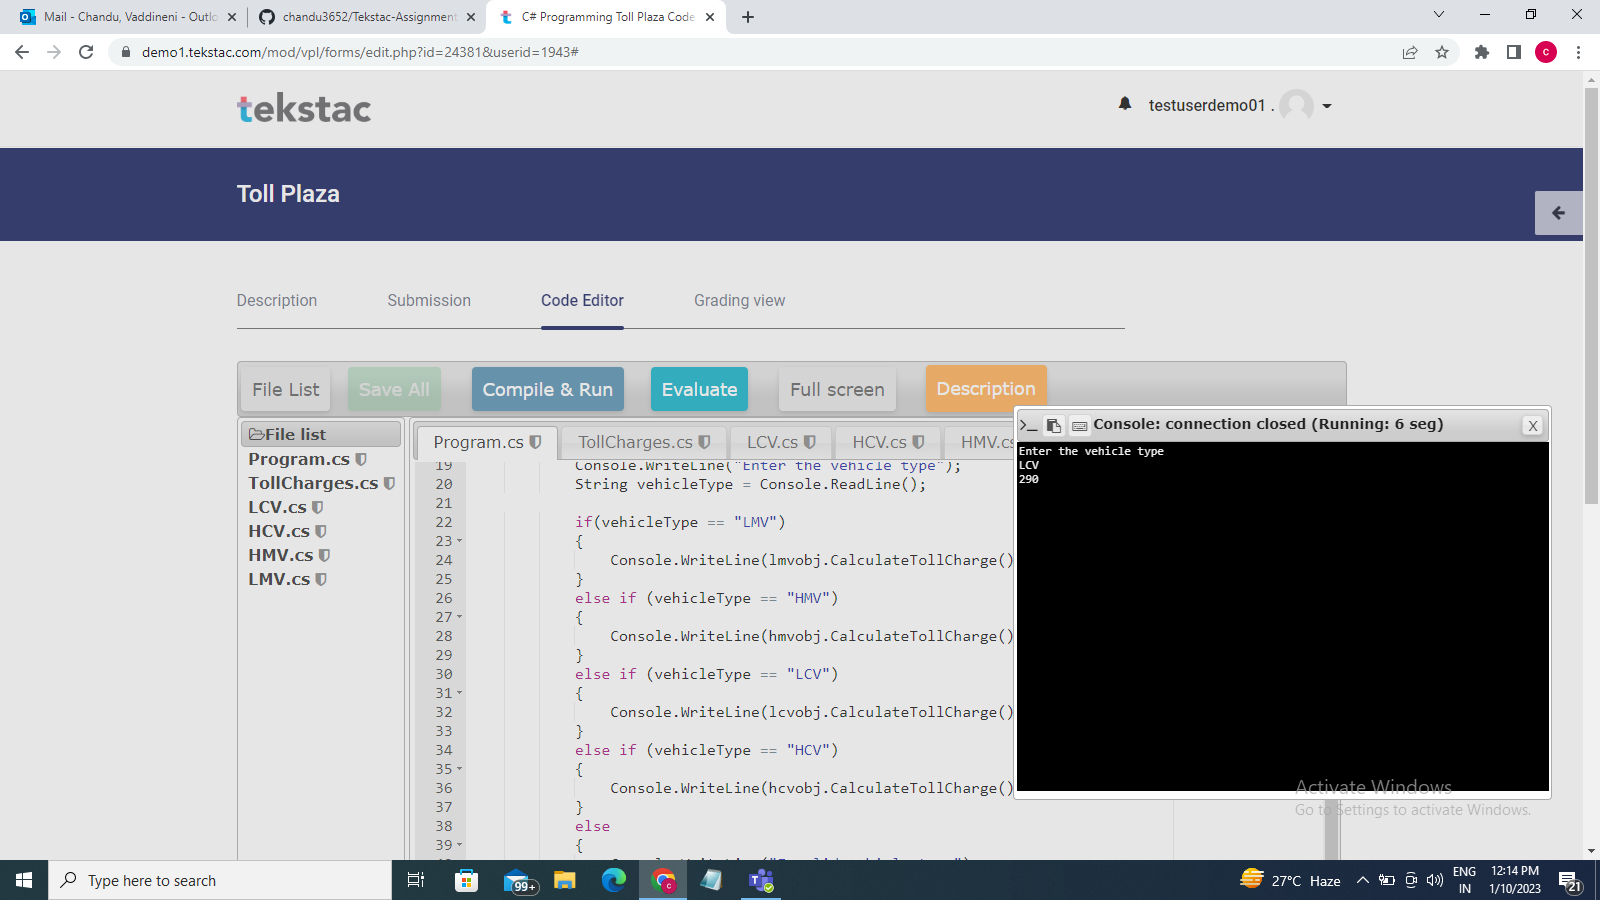 Mail - Chandu, Vaddineni - Outlo
chandu3652/Tekstac-Assignment
C# Programming Toll Plaza Code
demo1.tekstac.com/mod/vpl/forms/edit.php?id=24381&userid=1943#
c
tekstac
testuserdemo01 .
Toll Plaza
Description
Submission
Code Editor
Grading view
File List
Save All
Compile & Run
Evaluate
Full screen
Description
File list
Program.cs
TollCharges.cs
LCV.cs
HCV.cs
HMV.cs
LMV.cs
Program.cs
TollCharges.cs
LCV.cs
HCV.cs
HMV.cs
19 Console.WriteLine("Enter the vehicle type");
20 String vehicleType = Console.ReadLine();
21
22 if(vehicleType == "LMV")
23 {
24 Console.WriteLine(lmvobj.CalculateTollCharge()
25 }
26 else if (vehicleType == "HMV")
27 {
28 Console.WriteLine(hmvobj.CalculateTollCharge()
29 }
30 else if (vehicleType == "LCV")
31 {
32 Console.WriteLine(lcvobj.CalculateTollCharge()
33 }
34 else if (vehicleType == "HCV")
35 {
36 Console.WriteLine(hcvobj.CalculateTollCharge()
37 }
38 else
39 {
Console: connection closed (Running: 6 seg)
X
Enter the vehicle type
LCV
290
Activate Windows
Go to Settings to activate Windows.
Type here to search
99+
27°C Haze
ENG
IN
12:14 PM
1/10/2023
21